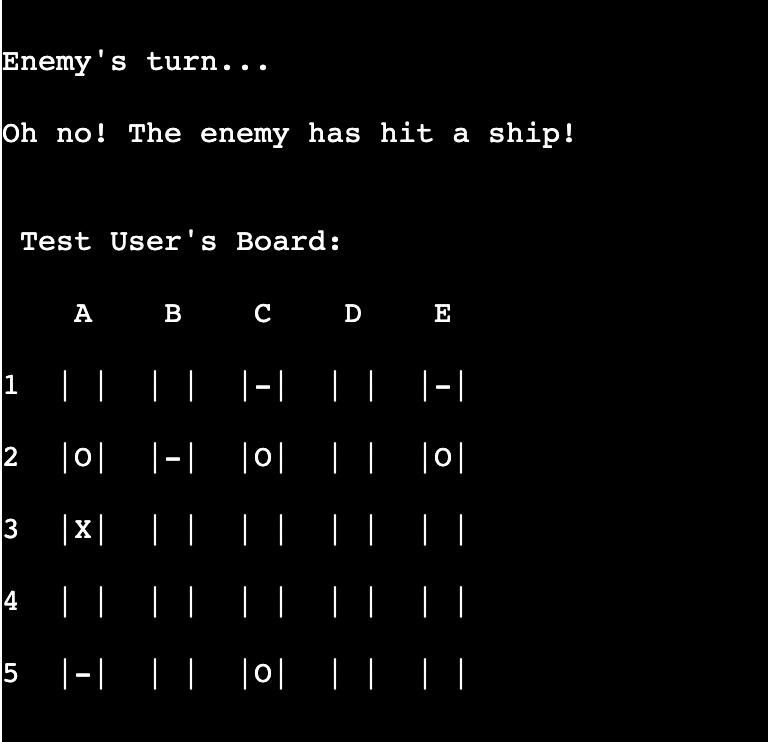 Enemy's turn...
Oh no! The enemy has hit a ship!
Test User's Board:
A B C D E
1 | | | | |-| | | |-|
2 |O| |-| |O| | | |O|
3 |X| | | | | | | | |
4 | | | | | | | | | |
5 |-| | | |O| | | | |